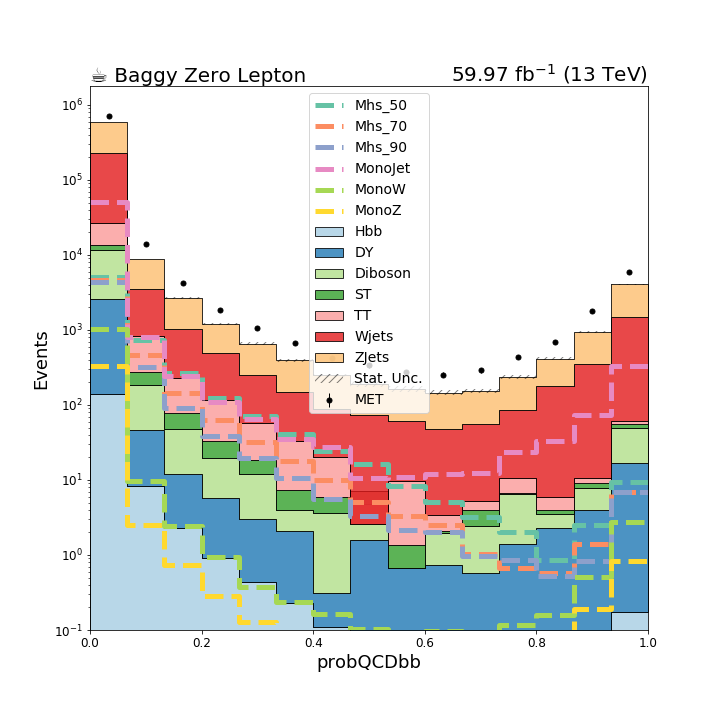 ☕ Baggy Zero Lepton
59.97 fb⁻¹ (13 TeV)
Events
10⁶
10⁵
10⁴
10³
10²
10¹
10⁰
10⁻¹
Mhs_50
Mhs_70
Mhs_90
MonoJet
MonoW
MonoZ
Hbb
DY
Diboson
ST
TT
Wjets
ZJets
Stat. Unc.
MET
0.0 0.2 0.4 0.6 0.8 1.0
probQCDbb